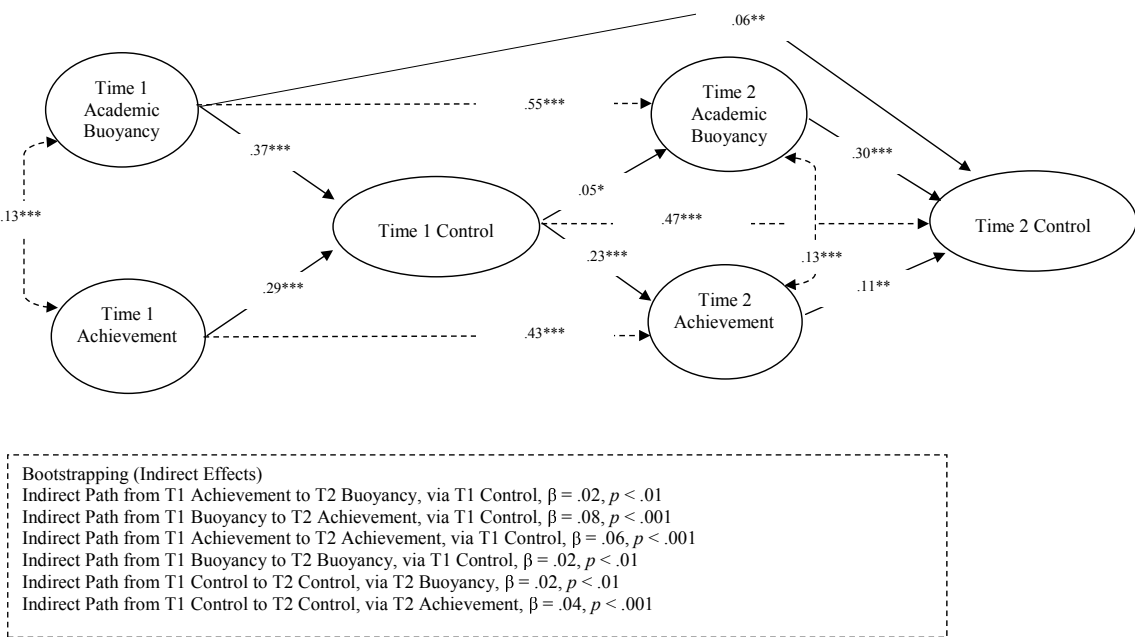 .06**
Time 1
Academic
Buoyancy
Time 2
Academic
Buoyancy
.55***
.37***
.30***
.05*
.13***
.47***
Time 1 Control
Time 2 Control
.23***
.13***
.29***
.11**
Time 1
Achievement
Time 2
Achievement
.43***
Bootstrapping (Indirect Effects)
Indirect Path from T1 Achievement to T2 Buoyancy, via T1 Control, β = .02, p < .01
Indirect Path from T1 Buoyancy to T2 Achievement, via T1 Control, β = .08, p < .001
Indirect Path from T1 Achievement to T2 Achievement, via T1 Control, β = .06, p < .001
Indirect Path from T1 Buoyancy to T2 Buoyancy, via T1 Control, β = .02, p < .01
Indirect Path from T1 Control to T2 Control, via T2 Buoyancy, β = .02, p < .01
Indirect Path from T1 Control to T2 Control, via T2 Achievement, β = .04, p < .001